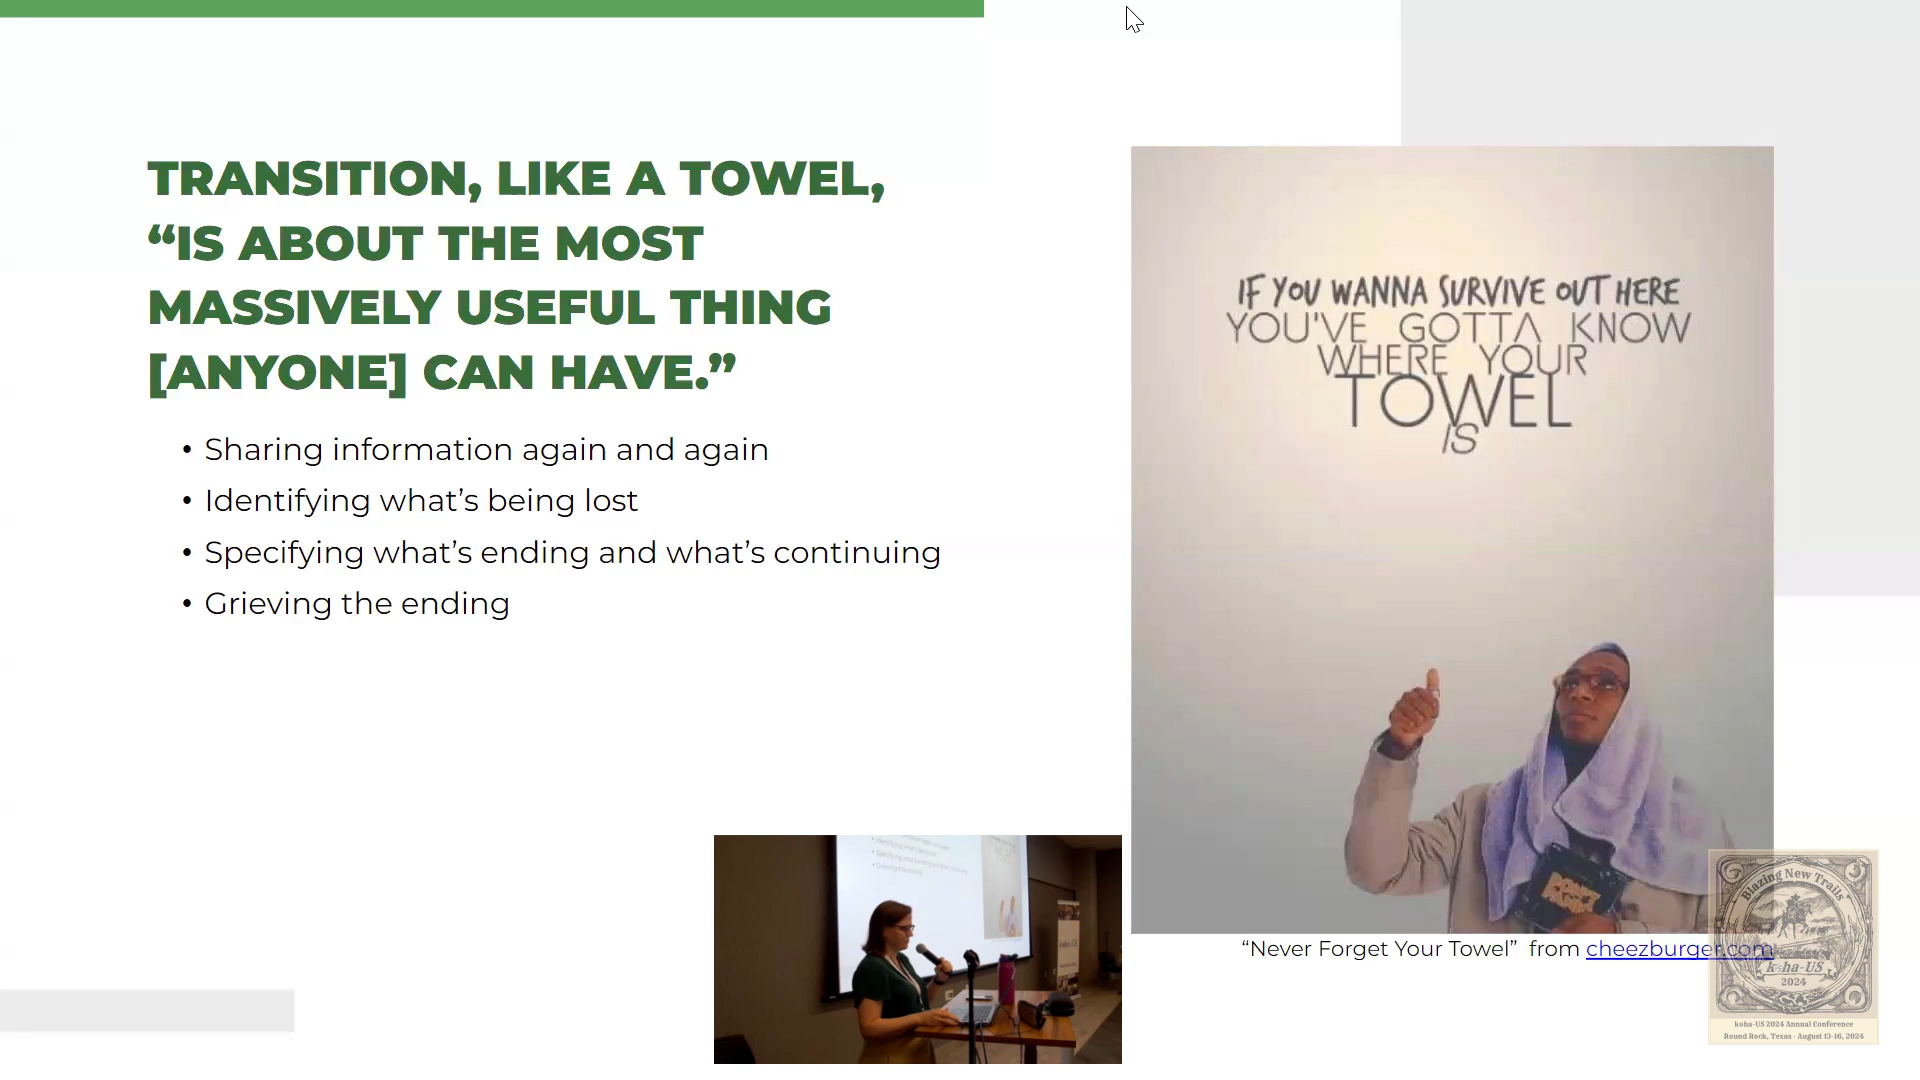 TRANSITION, LIKE A TOWEL,
“IS ABOUT THE MOST
MASSIVELY USEFUL THING
[ANYONE] CAN HAVE.”
• Sharing information again and again
• Identifying what’s being lost
• Specifying what’s ending and what’s continuing
• Grieving the ending
IF YOU WANNA SURVIVE OUT HERE
YOU'VE GOTTA KNOW
WHERE YOUR
TOWEL
IS
DON'T
PANIC
“Never Forget Your Towel” from cheezburger.com
Blazing New Trails
koha-US
2024
koha-US 2024 Annual Conference
Round Rock, Texas - August 13-16, 2024